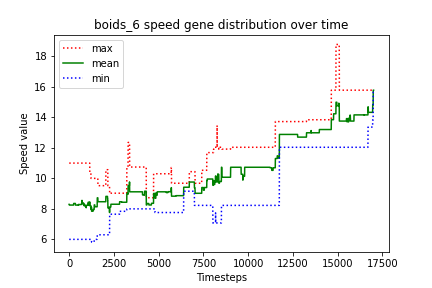 boids_6 speed gene distribution over time
max
mean
min
Speed value
18
16
14
12
10
8
6
0 2500 5000 7500 10000 12500 15000 17500
Timesteps